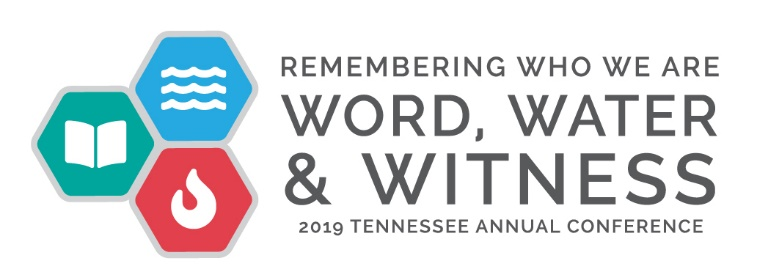 REMEMBERING WHO WE ARE
WORD, WATER
& WITNESS
2019 TENNESSEE ANNUAL CONFERENCE